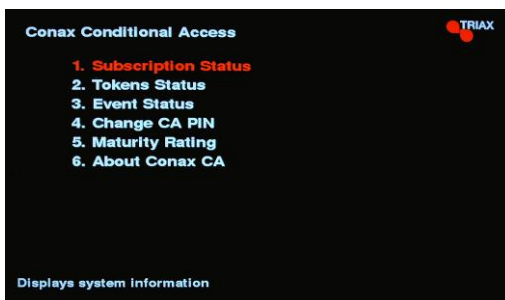 Conax Conditional Access
TRIAX
1. Subscription Status
2. Tokens Status
3. Event Status
4. Change CA PIN
5. Maturity Rating
6. About Conax CA
Displays system information